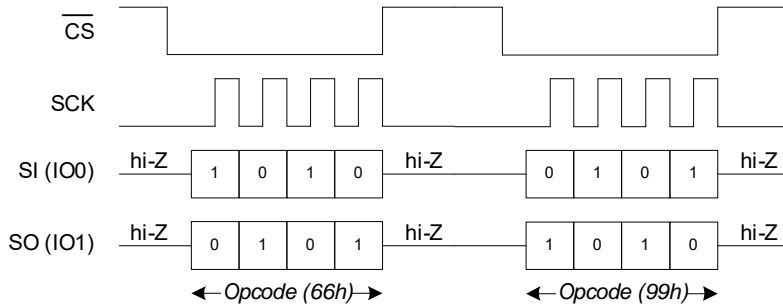 CS
SCK
SI (IO0) hi-Z 1 0 1 0 hi-Z 0 1 0 1 hi-Z
SO (IO1) hi-Z 0 1 0 1 hi-Z 1 0 1 0 hi-Z
Opcode (66h) Opcode (99h)